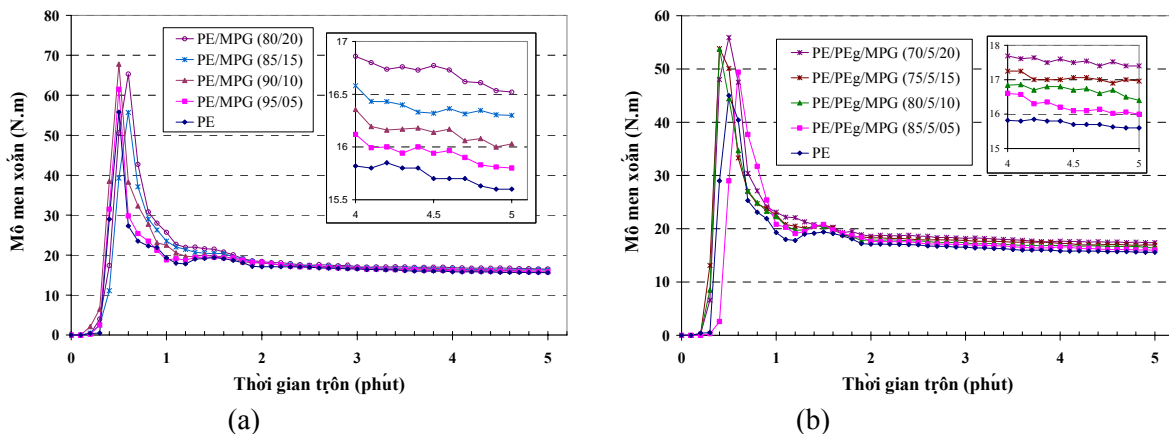 80
70
60
50
40
30
20
10
0
Mô men xoắn (N.m)
PE/MPG (80/20)
PE/MPG (85/15)
PE/MPG (90/10)
PE/MPG (95/05)
PE
17
16.5
16
15.5
4
4.5
5
0
1
2
3
4
5
Thời gian trộn (phút)
(a)
60
50
40
30
20
10
0
Mô men xoắn (N.m)
PE/PEg/MPG (70/5/20)
PE/PEg/MPG (75/5/15)
PE/PEg/MPG (80/5/10)
PE/PEg/MPG (85/5/05)
PE
18
17
16
15
4
4.5
5
0
1
2
3
4
5
Thời gian trộn (phút)
(b)